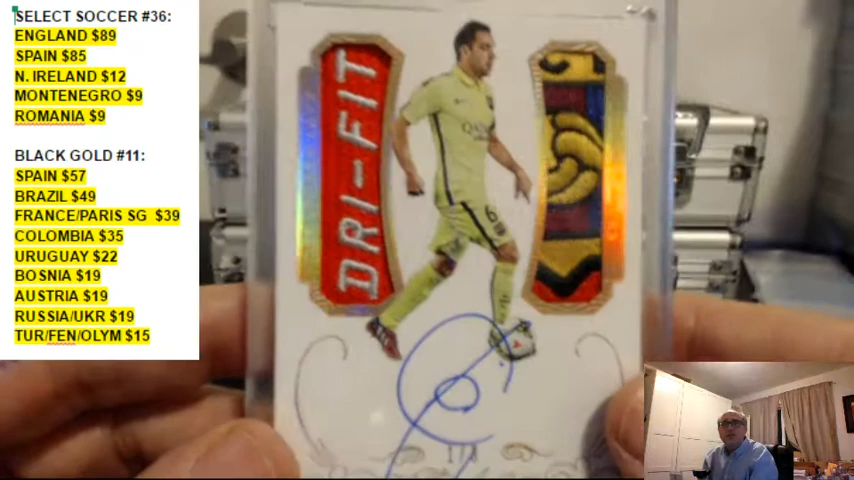 SELECT SOCCER #36:
ENGLAND $89
SPAIN $85
N. IRELAND $12
MONTENEGRO $9
ROMANIA $9
BLACK GOLD #11:
SPAIN $57
BRAZIL $49
FRANCE/PARIS SG $39
COLOMBIA $35
URUGUAY $22
BOSNIA $19
AUSTRIA $19
RUSSIA/UKR $19
TUR/FEN/OLYM $15
DRI-FIT
6